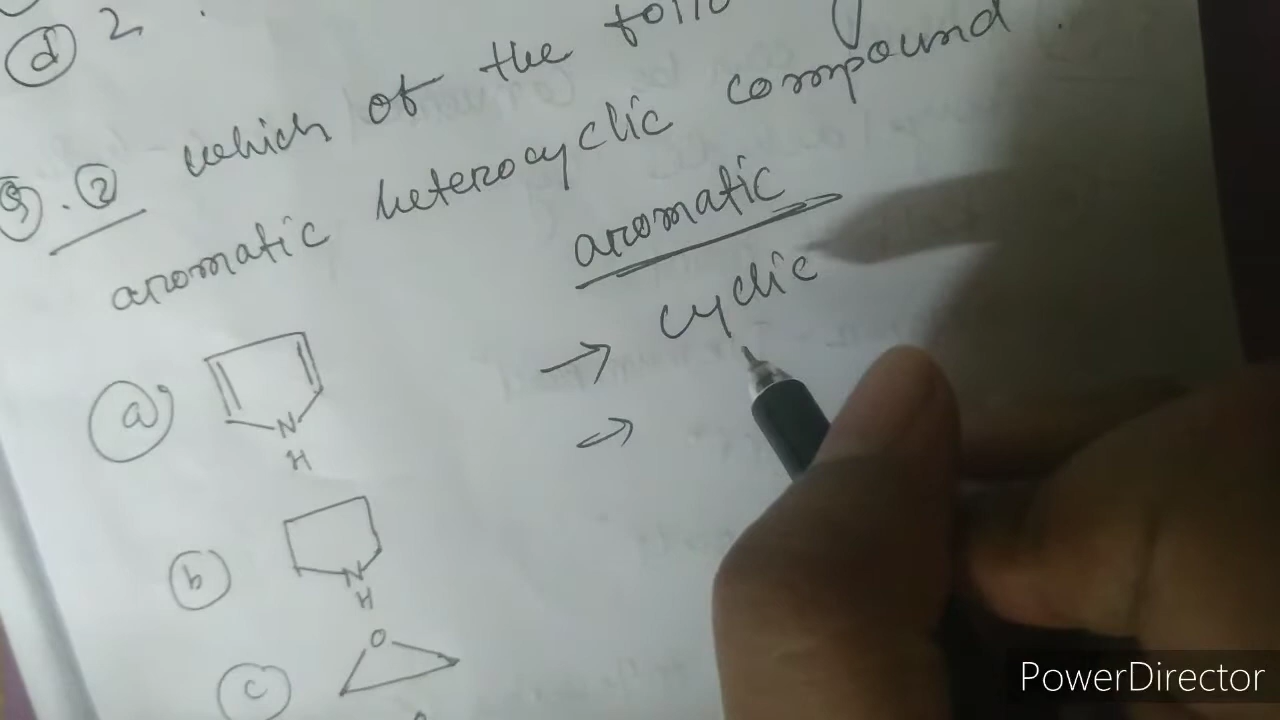 d 2
Q. 2 which of the
aromatic heterocyclic compound.
aromatic
→ cyclic
→
a
N
H
b
N
H
c
O
PowerDirector